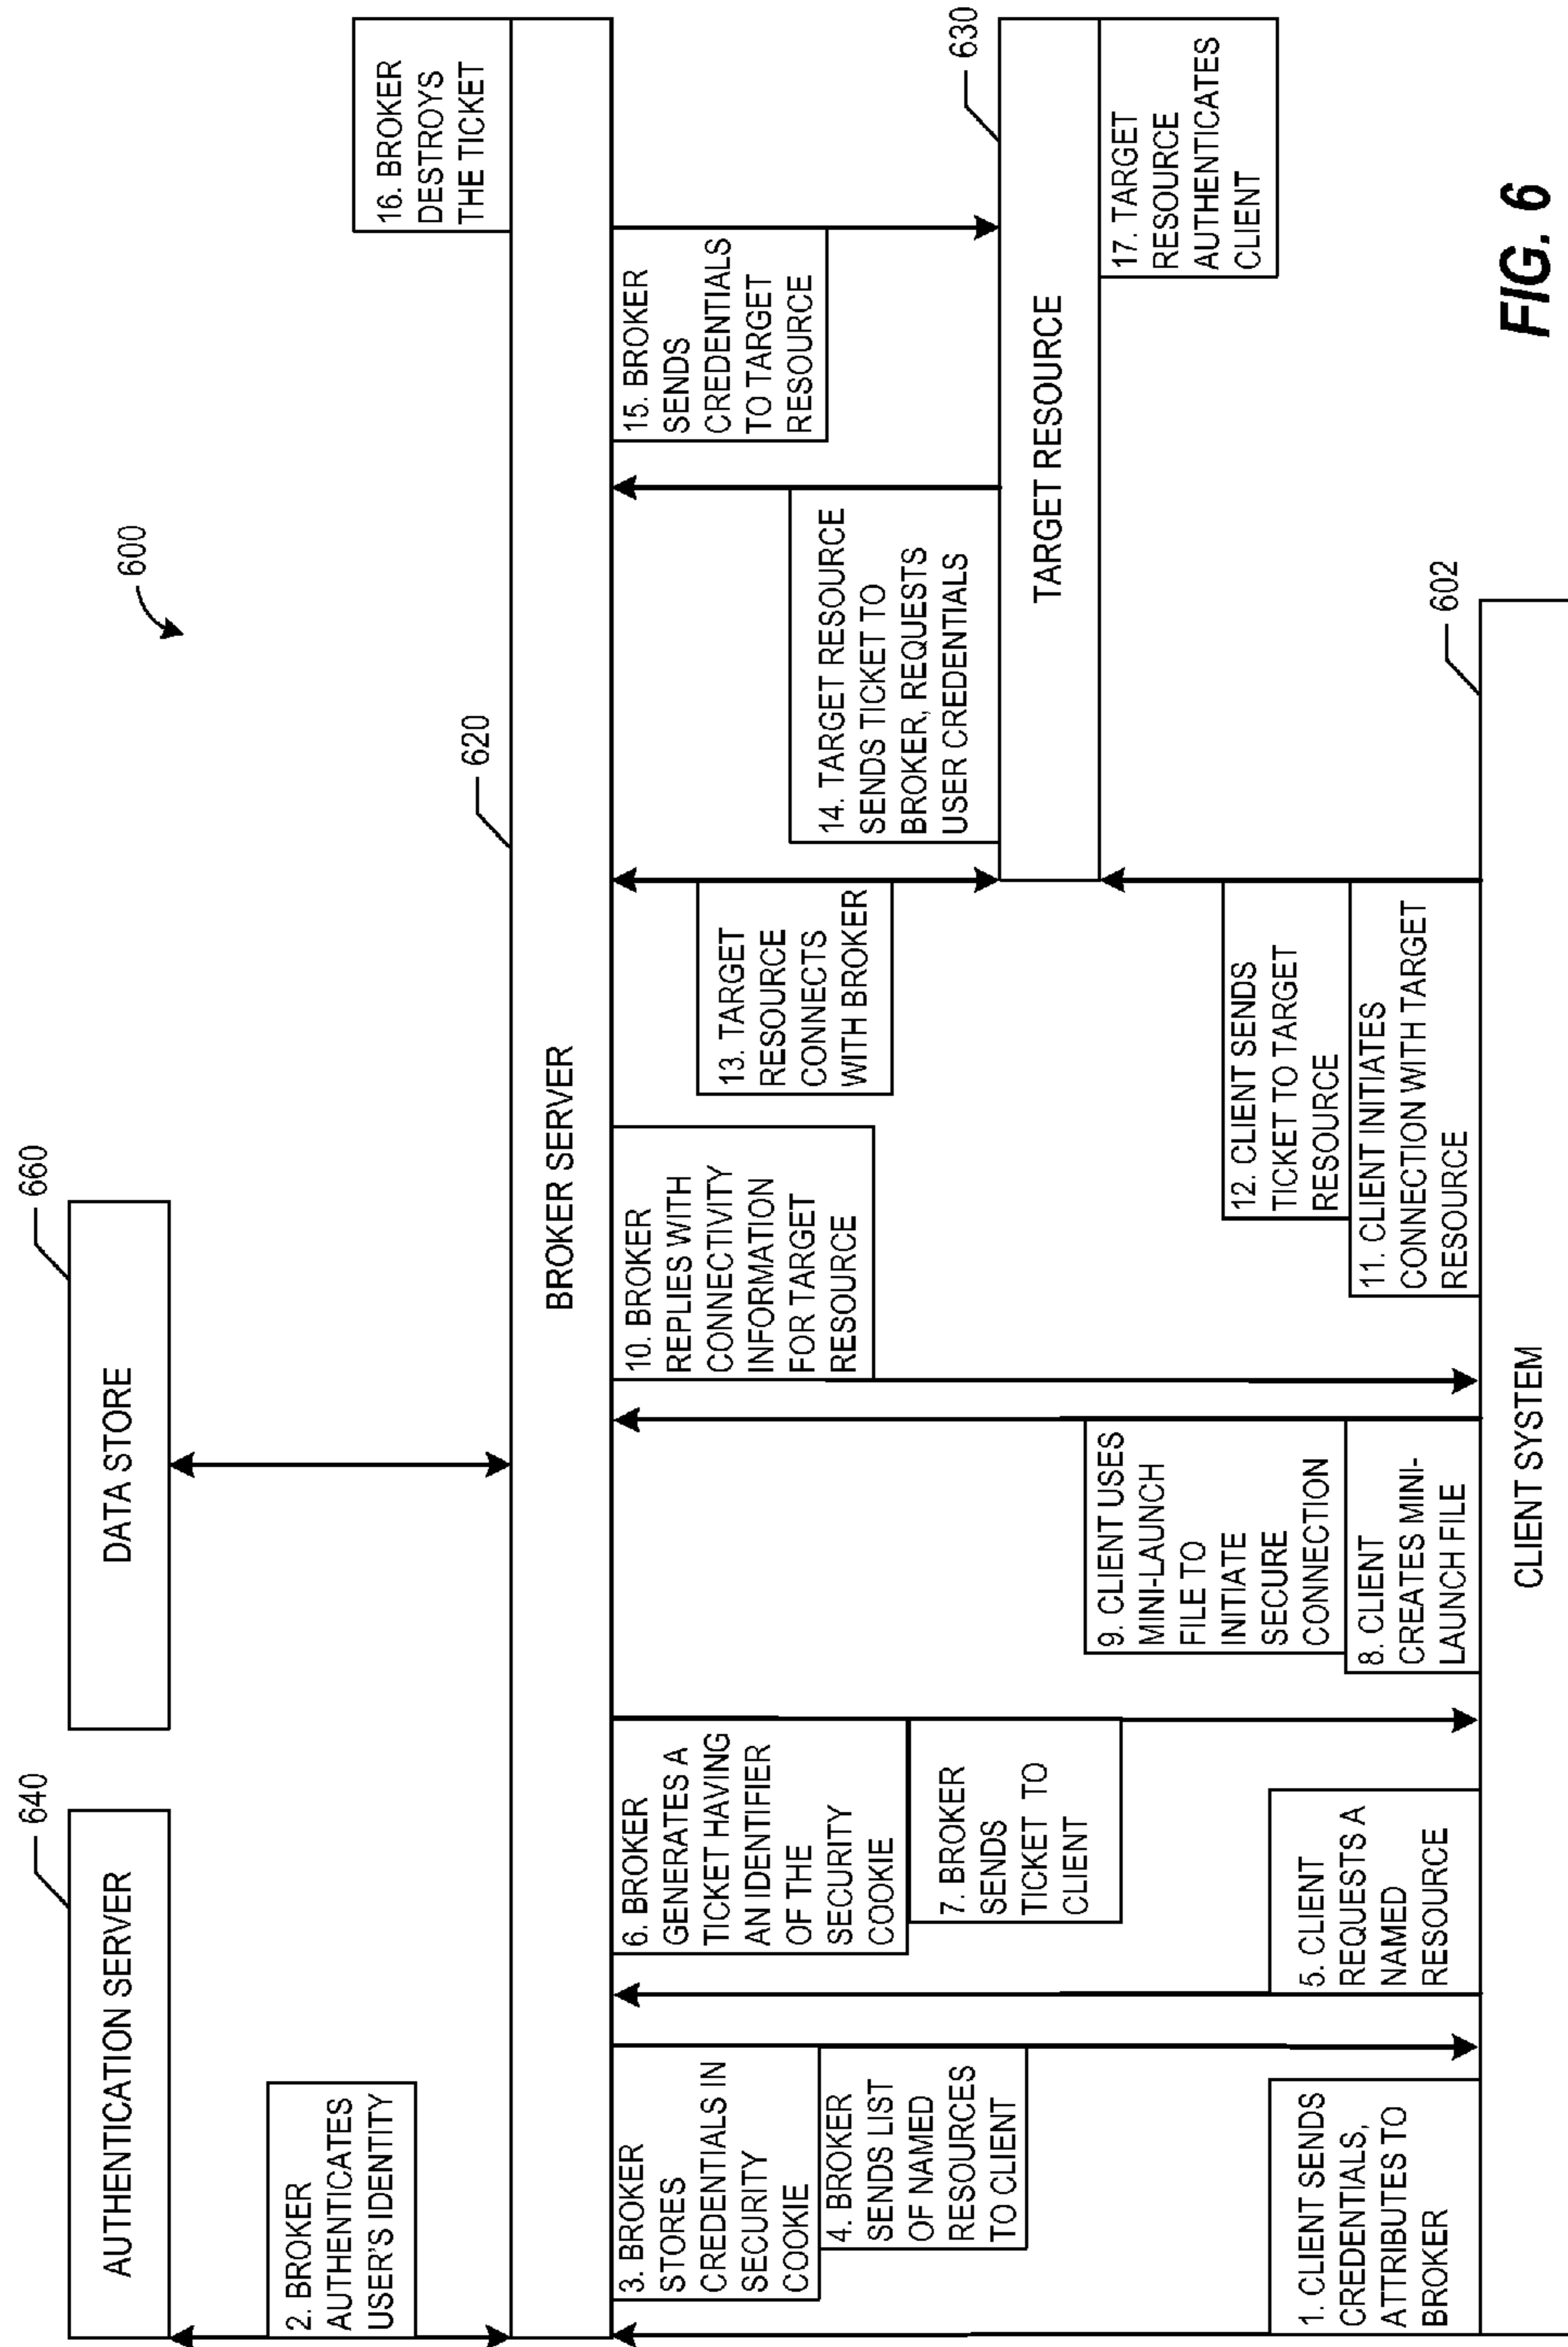 600
640
AUTHENTICATION SERVER
660
DATA STORE
2. BROKER
AUTHENTICATES
USER'S IDENTITY
620
BROKER SERVER
16. BROKER
DESTROYS
THE TICKET
3. BROKER
STORES
CREDENTIALS IN
SECURITY
COOKIE
4. BROKER
SENDS LIST
OF NAMED
RESOURCES
TO CLIENT
6. BROKER
GENERATES A
TICKET HAVING
AN IDENTIFIER
OF THE
SECURITY
COOKIE
7. BROKER
SENDS
TICKET TO
CLIENT
10. BROKER
REPLIES WITH
CONNECTIVITY
INFORMATION
FOR TARGET
RESOURCE
13. TARGET
RESOURCE
CONNECTS
WITH BROKER
14. TARGET RESOURCE
SENDS TICKET TO
BROKER, REQUESTS
USER CREDENTIALS
15. BROKER
SENDS
CREDENTIALS
TO TARGET
RESOURCE
630
TARGET RESOURCE
17. TARGET
RESOURCE
AUTHENTICATES
CLIENT
1. CLIENT SENDS
CREDENTIALS,
ATTRIBUTES TO
BROKER
5. CLIENT
REQUESTS A
NAMED
RESOURCE
9. CLIENT USES
MINI-LAUNCH
FILE TO
INITIATE
SECURE
CONNECTION
8. CLIENT
CREATES MINI-
LAUNCH FILE
12. CLIENT SENDS
TICKET TO TARGET
RESOURCE
11. CLIENT INITIATES
CONNECTION WITH TARGET
RESOURCE
602
CLIENT SYSTEM
FIG. 6